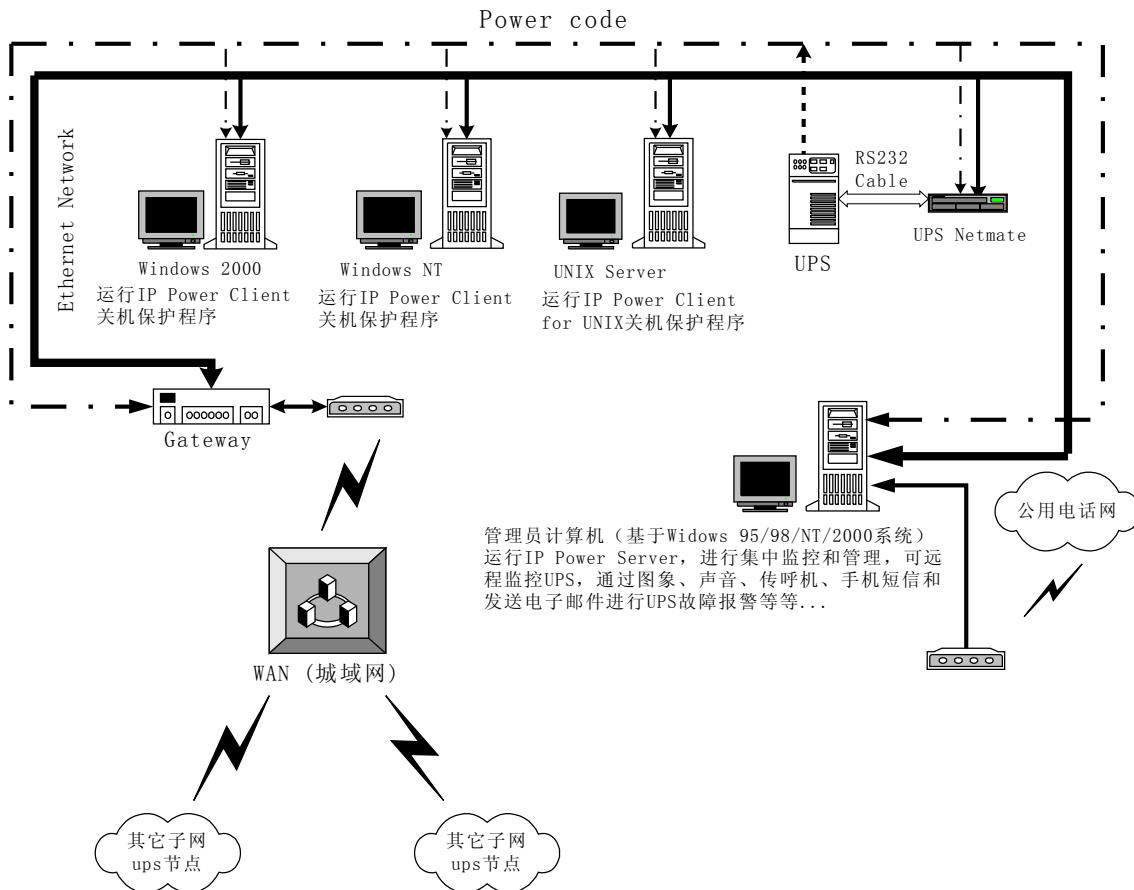 Power code
Ethernet Network
RS232
Cable
UPS Netmate
UPS
Windows 2000
运行IP Power Client
关机保护程序
Windows NT
运行IP Power Client
关机保护程序
UNIX Server
运行IP Power Client
for UNIX关机保护程序
Gateway
公用电话网
管理员计算机（基于Widows 95/98/NT/2000系统）
运行IP Power Server，进行集中监控和管理，可远
程监控UPS，通过图象、声音、传呼机、手机短信和
发送电子邮件进行UPS故障报警等等...
WAN (城域网)
其它子网
ups节点
其它子网
ups节点